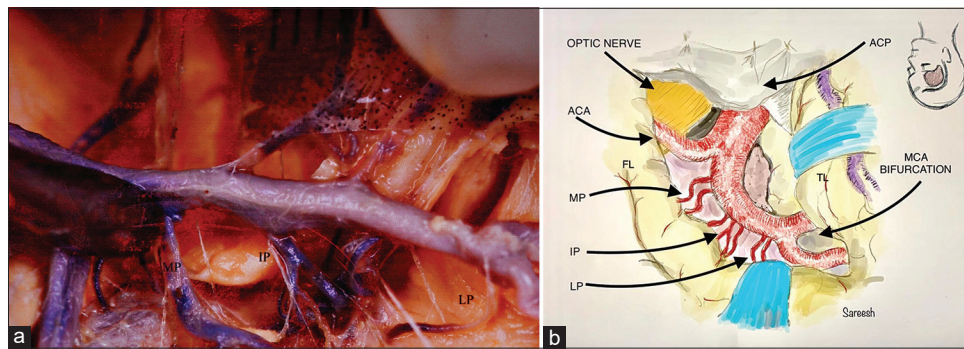 MP
IP
LP
a
OPTIC NERVE
ACP
ACA
FL
MP
TL
MCA
BIFURCATION
IP
LP
Sareesh
b